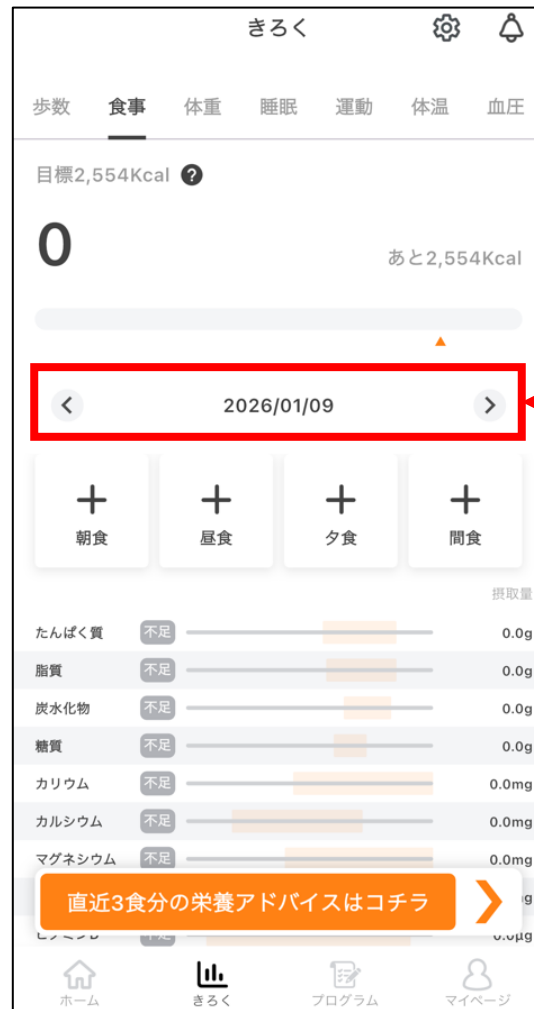 きろく
歩数 食事 体重 睡眠 運動 体温 血圧
目標2,554Kcal ?
0
あと2,554Kcal
2026/01/09
朝食 昼食 夕食 間食
摂取量
たんぱく質 不足 0.0g
脂質 不足 0.0g
炭水化物 不足 0.0g
糖質 不足 0.0g
カリウム 不足 0.0mg
カルシウム 不足 0.0mg
マグネシウム 不足 0.0mg
直近3食分の栄養アドバイスはコチラ
0.0μg
ホーム きろく プログラム マイページ